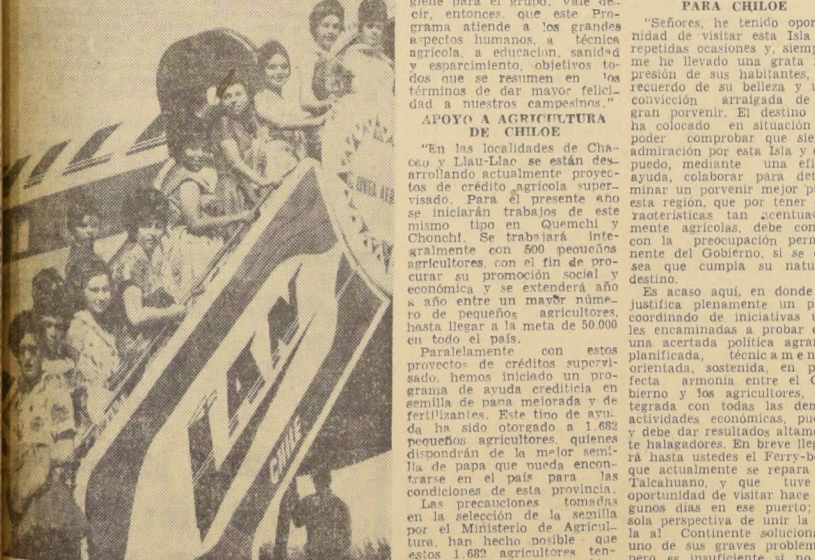 LAN
CHILE
giene para el grupo. Vale de-
cir, entonces, que este Pro-
grama atiende a los grandes
aspectos humanos, a técnica
agrícola, a educación, sanidad
y esparcimiento, objetivos to-
dos que se resumen en los
términos de dar mayor felici-
dad a nuestros campesinos."
APOYO A AGRICULTURA
DE CHILOE
"En las localidades de Cha-
cao y Llau-Llao se están des-
arrollando actualmente proyec-
tos de crédito agrícola super-
visado. Para el presente año
se iniciarán trabajos de este
mismo tipo en Quemchi y
Chonchi. Se trabajará inte-
gralmente con 500 pequeños
agricultores, con el fin de pro-
curar su promoción social y
económica y se extenderá año
a año entre un mayor núme-
ro de pequeños agricultores,
hasta llegar a la meta de 50.000
en todo el país.
Paralelamente con estos
proyectos de créditos supervi-
sado, hemos iniciado un pro-
grama de ayuda crediticia en
semilla de papa mejorada y de
fertilizantes. Este tipo de ayu-
da ha sido otorgado a 1.682
pequeños agricultores, quienes
dispondrán de la mejor semi-
lla de papa que pueda encon-
trarse en el país para las
condiciones de esta provincia.
Las precauciones tomadas
en la selección de la semilla
por el Ministerio de Agricul-
tura, han hecho posible que
estos 1.682 agricultores ten-
PARA CHILOE
"Señores, he tenido opor
nidad de visitar esta Isla
repetidas ocasiones y, siemp
me he llevado una grata
presión de sus habitantes,
recuerdo de su belleza y u
convicción arraigada de
gran porvenir. El destino
ha colocado en situación
poder comprobar que sie
admiración por esta Isla y
puedo, mediante una efi
ayuda, colaborar para det
minar un porvenir mejor pa
esta región, que por tener
racterísticas tan acentua
mente agrícolas, debe con
con la preocupación perm
nente del Gobierno, si se
sea que cumpla su natu
destino.
Es acaso aquí, en donde
justifica plenamente un p
coordinado de iniciativas
les encaminadas a probar
una acertada política agrar
planificada, técnicamen
orientada, sostenida, en p
fecta armonía entre el G
bierno y los agricultores,
tegrada con todas las dem
actividades económicas, pue
y debe dar resultados altame
te halagadores. En breve lleg
rá hasta ustedes el Ferry-bo
que actualmente se repara
Talcahuano, y que tuve
oportunidad de visitar hace
gunos días en ese puerto;
sola perspectiva de unir la
la al Continente soluciona
uno de sus graves problem
pero es insuficiente si no